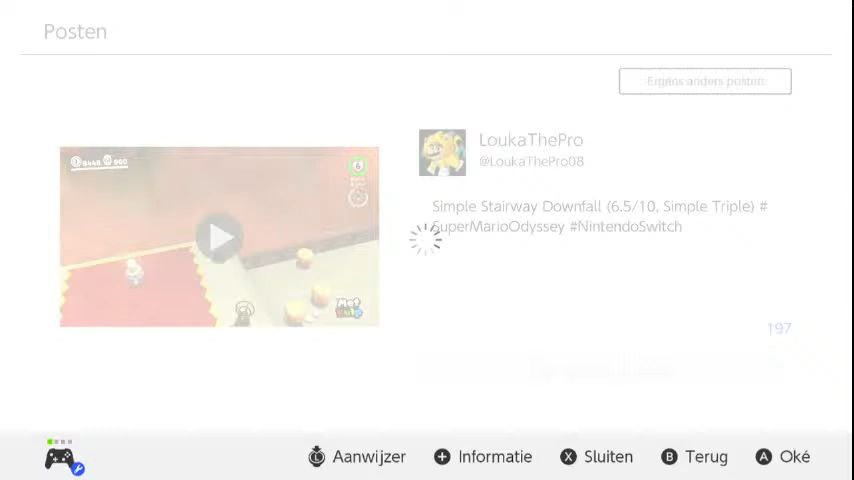 Posten
Ergens anders posten
LoukaThePro
@LoukaThePro08
Simple Stairway Downfall (6.5/10, Simple Triple) #
SuperMarioOdyssey #NintendoSwitch
197
Aanwijzer
Informatie
X Sluiten
B Terug
A Oké